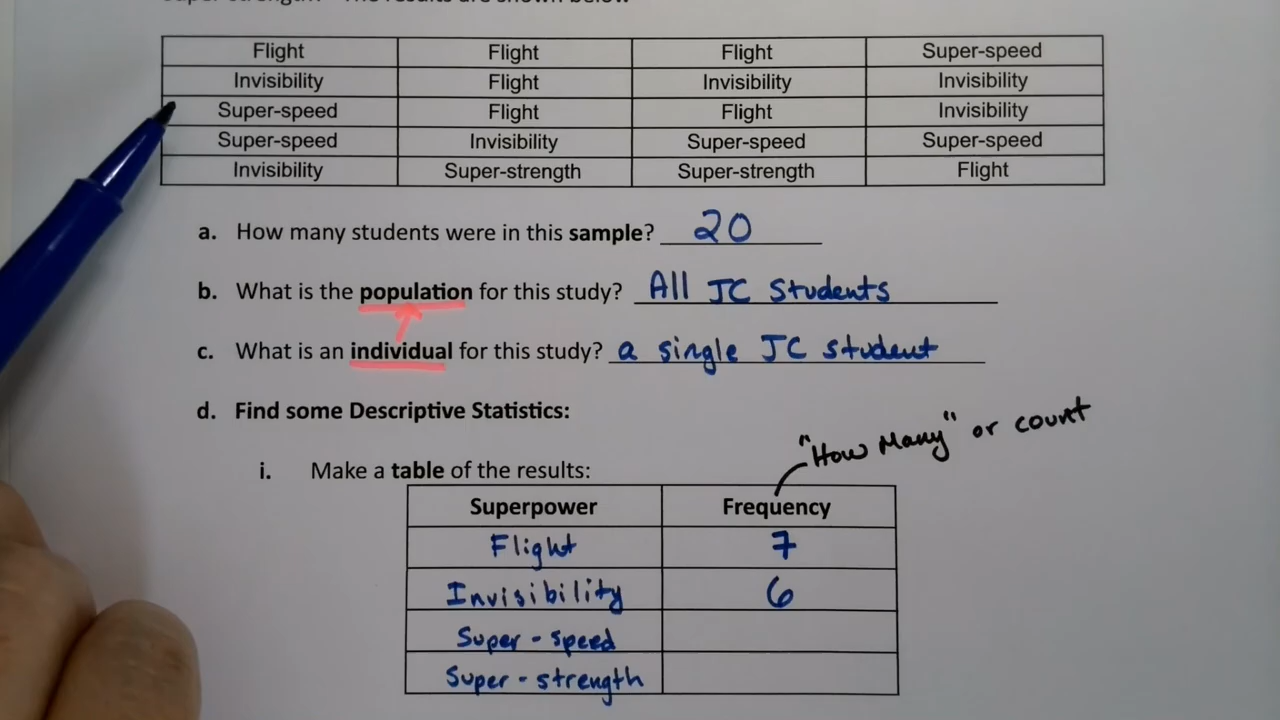 Flight Flight Flight Super-speed
Invisibility Flight Invisibility Invisibility
Super-speed Flight Flight Invisibility
Super-speed Invisibility Super-speed Super-speed
Invisibility Super-strength Super-strength Flight
a. How many students were in this sample? 20
b. What is the population for this study? All JC Students
c. What is an individual for this study? a single JC student
d. Find some Descriptive Statistics:
"How Many" or count
i. Make a table of the results:
Superpower Frequency
Flight 7
Invisibility 6
Super-speed
Super-strength